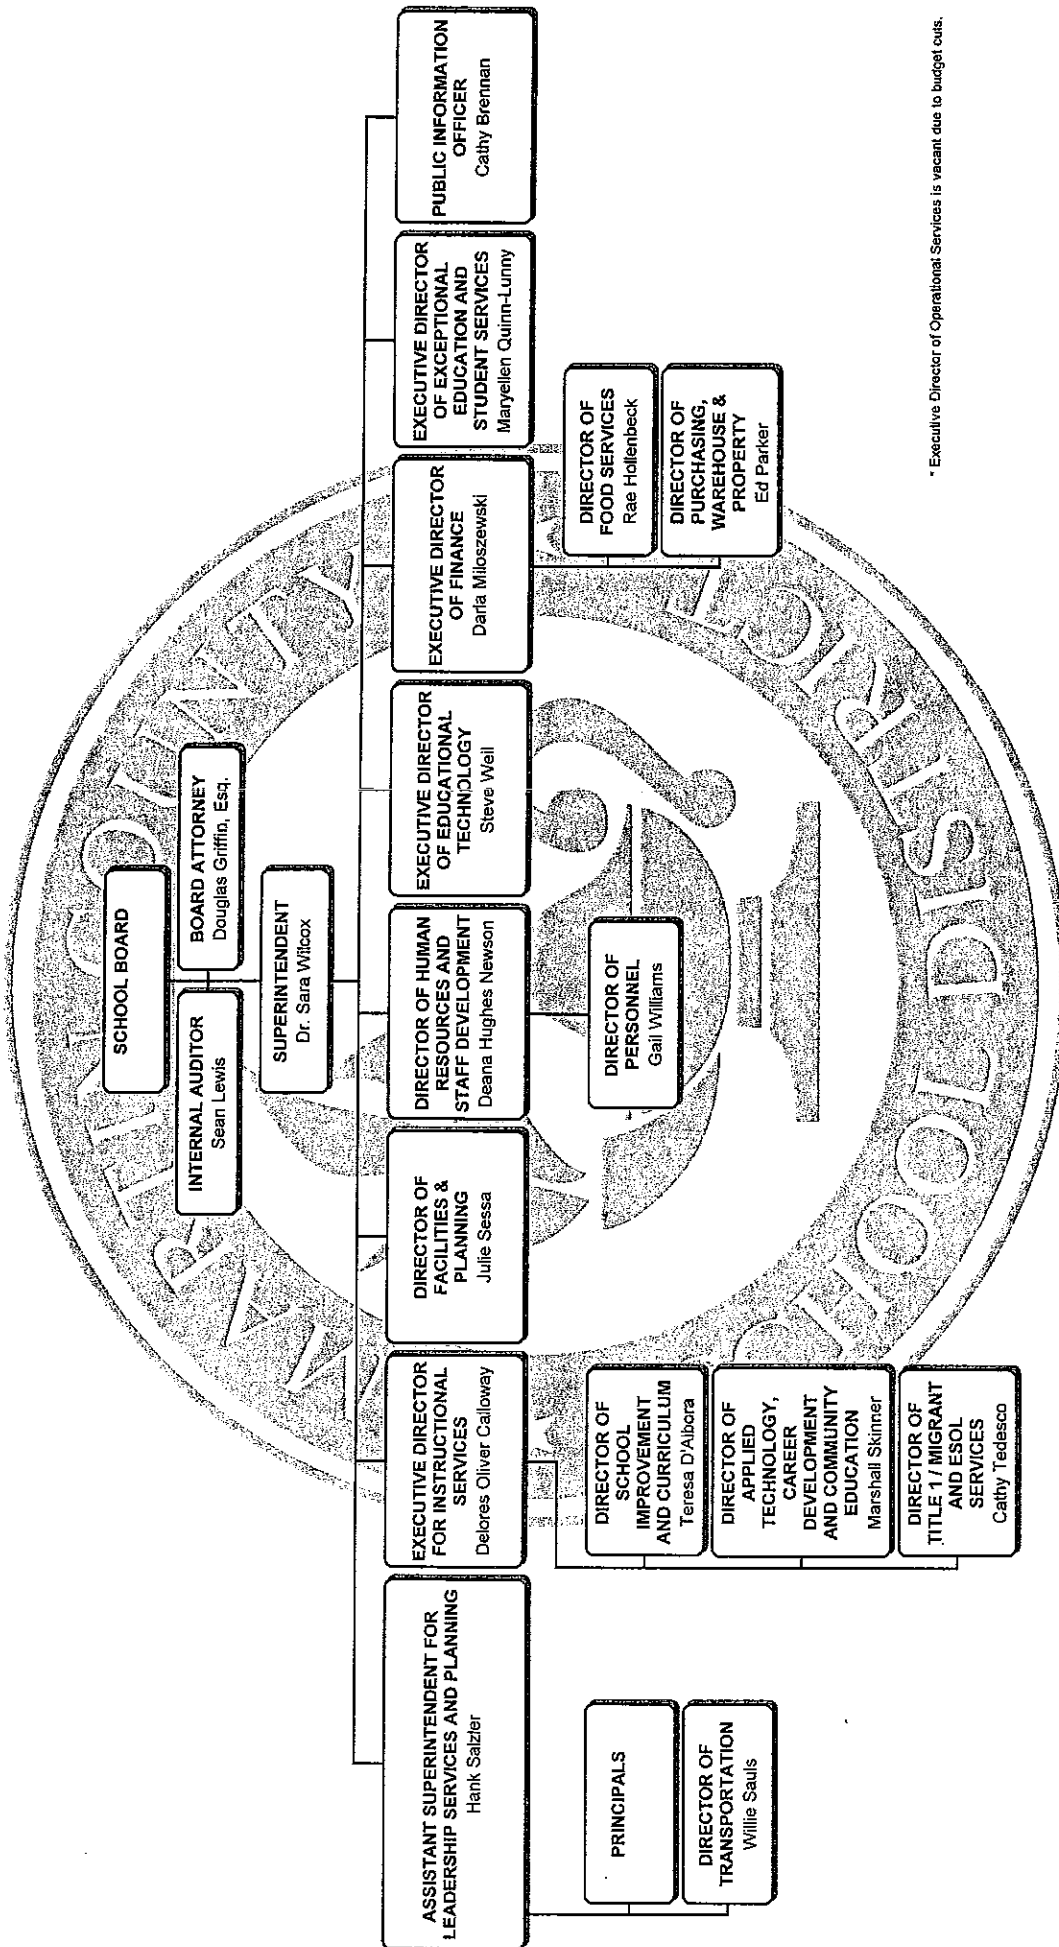 SCHOOL BOARD
INTERNAL AUDITOR
Sean Lewis
BOARD ATTORNEY
Douglas Griffin, Esq.
SUPERINTENDENT
Dr. Sara Wilcox
ASSISTANT SUPERINTENDENT FOR
LEADERSHIP SERVICES AND PLANNING
Hank Salzler
EXECUTIVE DIRECTOR
FOR INSTRUCTIONAL
SERVICES
Delores Oliver Calloway
DIRECTOR OF
FACILITIES &
PLANNING
Julie Sessa
DIRECTOR OF HUMAN
RESOURCES AND
STAFF DEVELOPMENT
Deana Hughes Newson
EXECUTIVE DIRECTOR
OF EDUCATIONAL
TECHNOLOGY
Steve Weil
EXECUTIVE DIRECTOR
OF FINANCE
Darla Miloszewski
EXECUTIVE DIRECTOR
OF EXCEPTIONAL
EDUCATION AND
STUDENT SERVICES
Maryellen Quinn-Lunny
PUBLIC INFORMATION
OFFICER
Cathy Brennan
PRINCIPALS
DIRECTOR OF
TRANSPORTATION
Willie Sauls
DIRECTOR OF
SCHOOL
IMPROVEMENT
AND CURRICULUM
Teresa D'Albora
DIRECTOR OF
APPLIED
TECHNOLOGY,
CAREER
DEVELOPMENT
AND COMMUNITY
EDUCATION
Marshall Skinner
DIRECTOR OF
TITLE 1 / MIGRANT
AND ESOL
SERVICES
Cathy Tedesco
DIRECTOR OF
PERSONNEL
Gail Williams
DIRECTOR OF
FOOD SERVICES
Rae Hollenbeck
DIRECTOR OF
PURCHASING,
WAREHOUSE &
PROPERTY
Ed Parker
* Executive Director of Operational Services is vacant due to budget cuts.
MARTIN COUNTY
SCHOOL DISTRICT